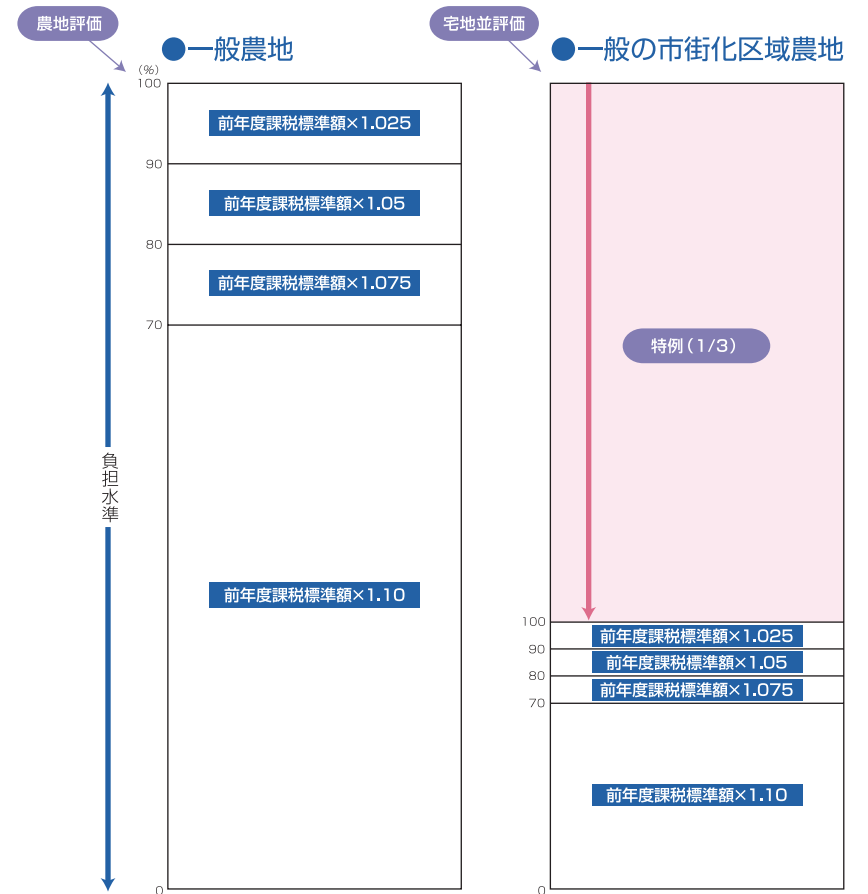 農地評価
●一般農地
(%)
100
前年度課税標準額×1.025
90
前年度課税標準額×1.05
80
前年度課税標準額×1.075
70
負担水準
前年度課税標準額×1.10
0
宅地並評価
●一般の市街化区域農地
特例(1/3)
100
前年度課税標準額×1.025
90
前年度課税標準額×1.05
80
前年度課税標準額×1.075
70
前年度課税標準額×1.10
0